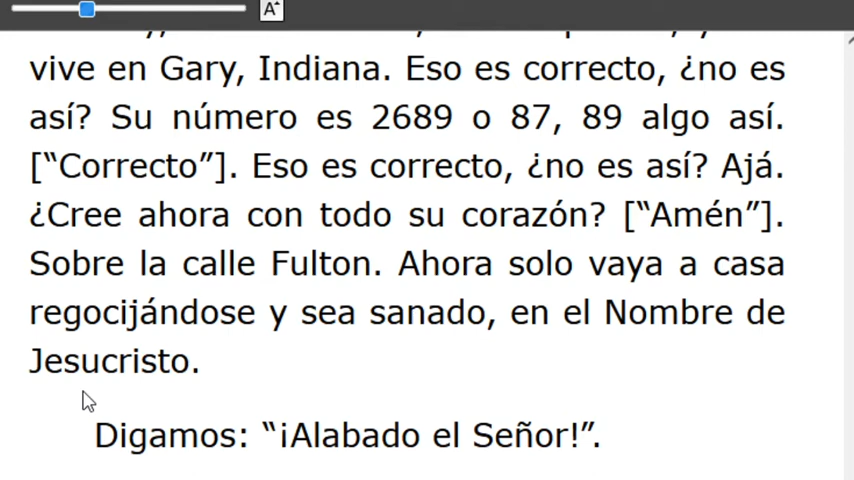 A
vive en Gary, Indiana. Eso es correcto, ¿no es
así? Su número es 2689 o 87, 89 algo así.
[“Correcto”]. Eso es correcto, ¿no es así? Ajá.
¿Cree ahora con todo su corazón? [“Amén”].
Sobre la calle Fulton. Ahora solo vaya a casa
regocijándose y sea sanado, en el Nombre de
Jesucristo.
Digamos: “¡Alabado el Señor!”.